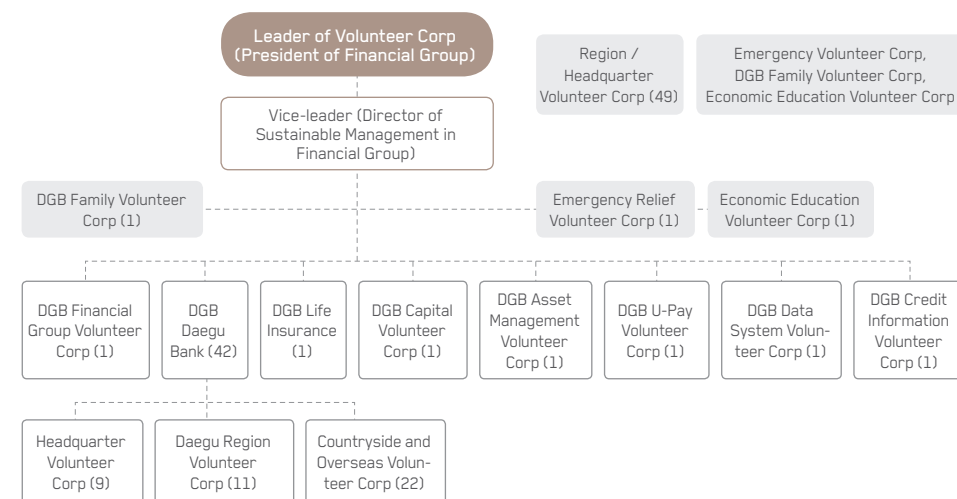 Leader of Volunteer Corp
(President of Financial Group)
Region /
Headquarter
Volunteer Corp (49)
Emergency Volunteer Corp,
DGB Family Volunteer Corp,
Economic Education Volunteer Corp
Vice-leader (Director of
Sustainable Management in
Financial Group)
DGB Family Volunteer
Corp (1)
Emergency Relief
Volunteer Corp (1)
Economic Education
Volunteer Corp (1)
DGB Financial
Group Volunteer
Corp (1)
DGB
Daegu
Bank (42)
DGB Life
Insurance
(1)
DGB Capital
Volunteer
Corp (1)
DGB Asset
Management
Volunteer
Corp (1)
DGB U-Pay
Volunteer
Corp (1)
DGB Data
System Volun-
teer Corp (1)
DGB Credit
Information
Volunteer
Corp (1)
Headquarter
Volunteer
Corp (9)
Daegu Region
Volunteer
Corp (11)
Countryside and
Overseas Volun-
teer Corp (22)